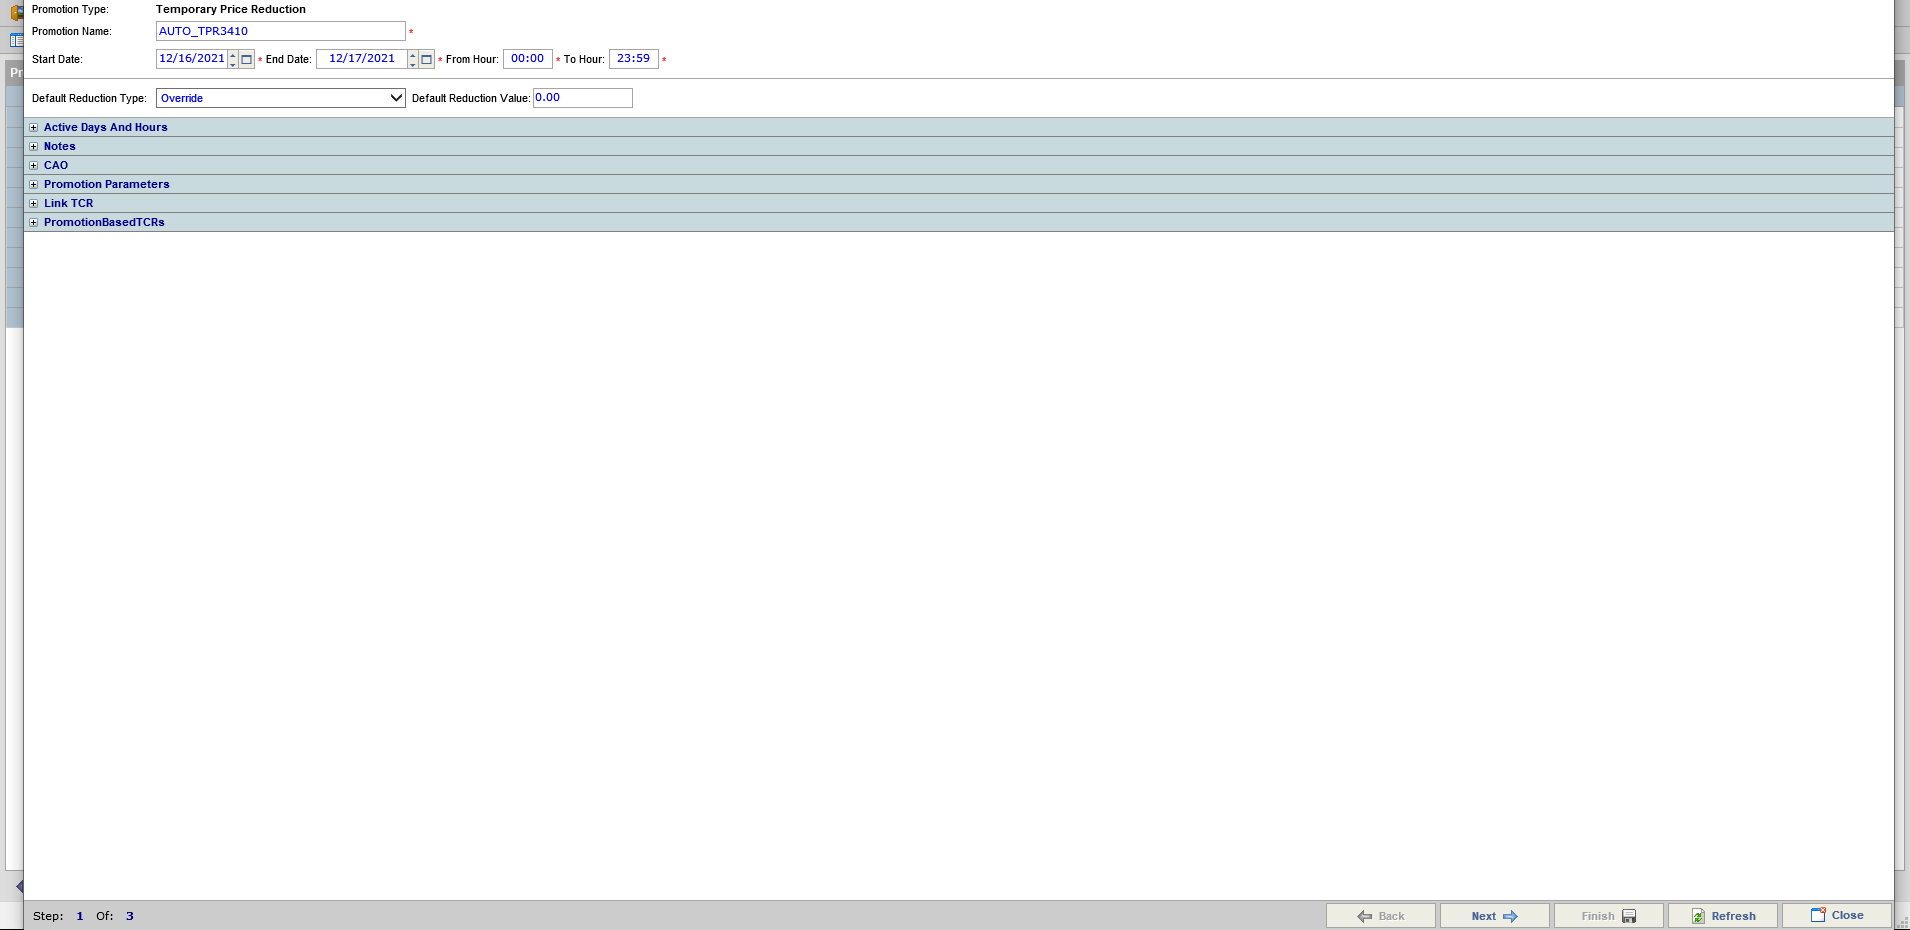 Promotion Type: Temporary Price Reduction
Promotion Name: AUTO_TPR3410 *
Start Date: 12/16/2021 * End Date: 12/17/2021 * From Hour: 00:00 * To Hour: 23:59 *
Pr
Default Reduction Type: Override Default Reduction Value: 0.00
Active Days And Hours
Notes
CAO
Promotion Parameters
Link TCR
PromotionBasedTCRs
Step: 1 Of: 3 Back Next Finish Refresh Close